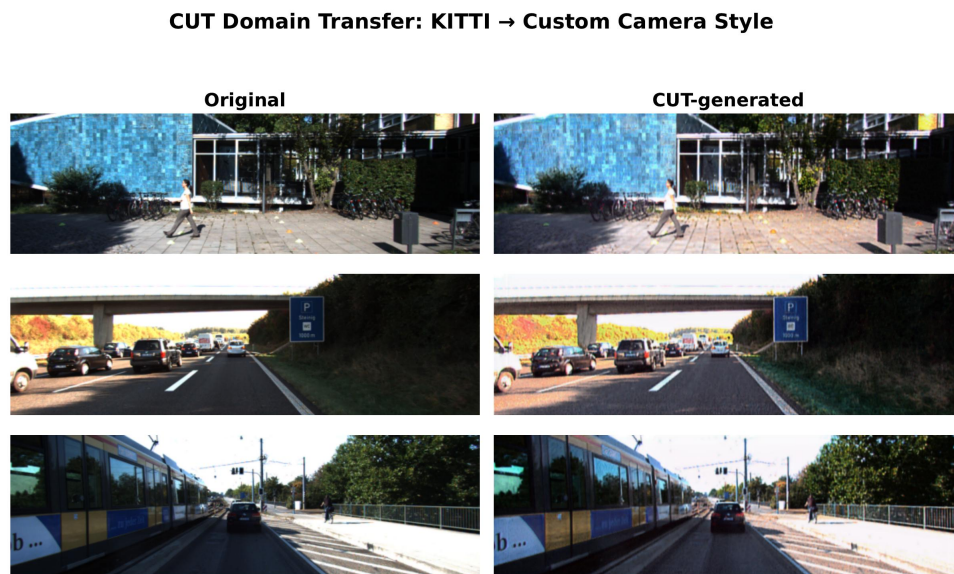 CUT Domain Transfer: KITTI → Custom Camera Style
Original
CUT-generated
P
P
b ...
b ...